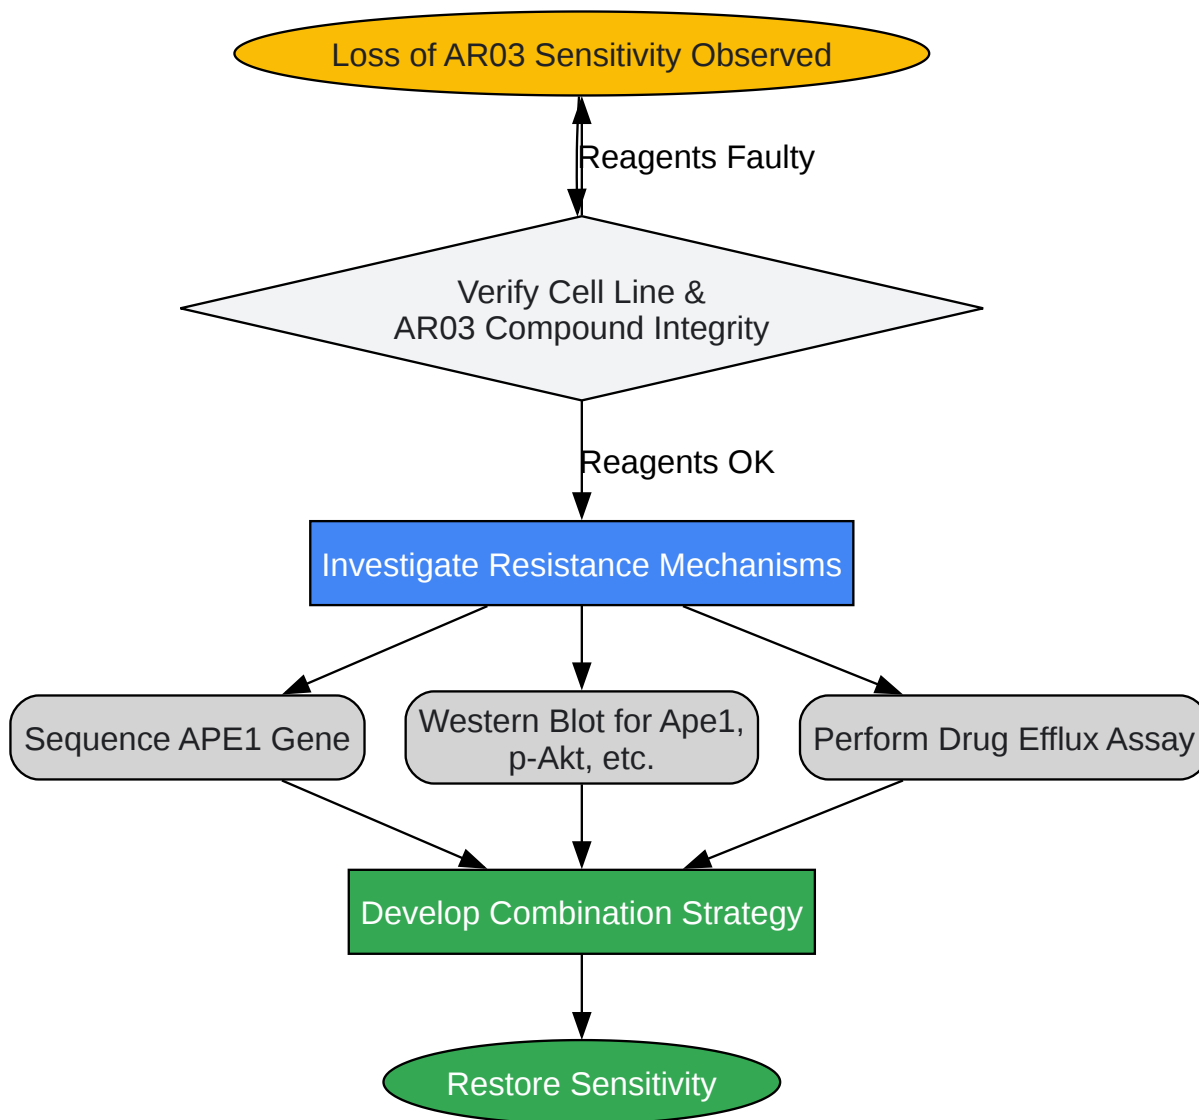 Loss of AR03 Sensitivity Observed
Reagents Faulty
Verify Cell Line &
AR03 Compound Integrity
Reagents OK
Investigate Resistance Mechanisms
Sequence APE1 Gene
Western Blot for Ape1,
p-Akt, etc.
Perform Drug Efflux Assay
Develop Combination Strategy
Restore Sensitivity